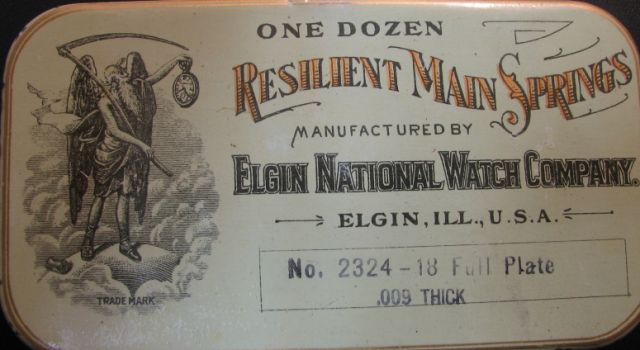 ONE DOZEN
RESILIENT MAIN SPRINGS
MANUFACTURED BY
ELGIN NATIONAL WATCH COMPANY.
ELGIN, ILL., U.S.A.
No. 2324-18 Full Plate
.009 THICK
TRADE MARK